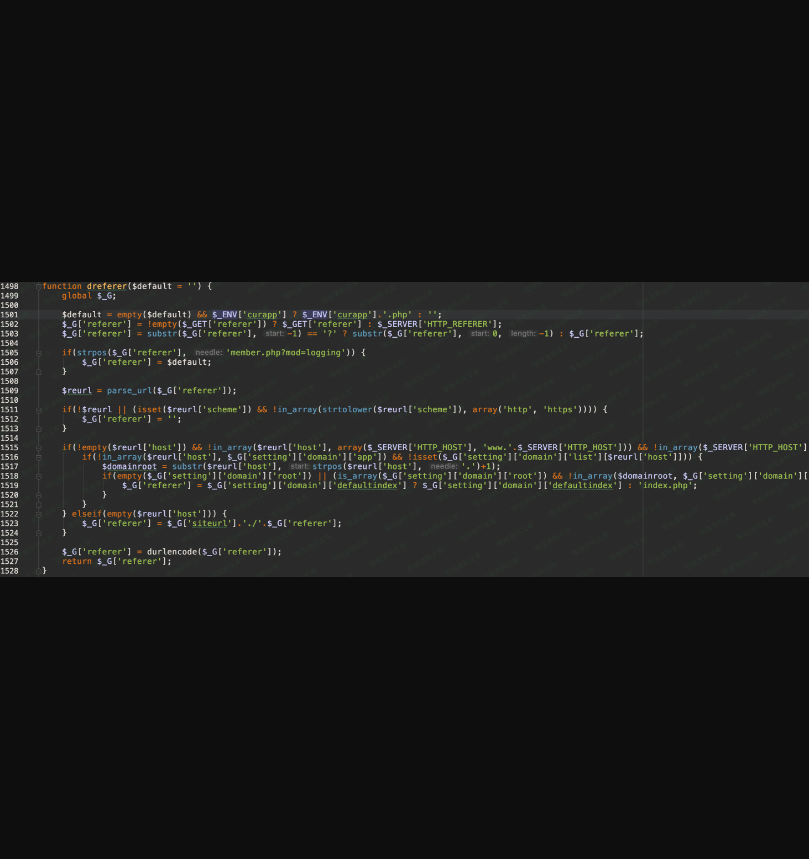 1498 function dreferer($default = '') {
1499 global $_G;
1500
1501 $default = empty($default) && $_ENV['curapp'] ? $_ENV['curapp'].'.php' : '';
1502 $_G['referer'] = !empty($_GET['referer']) ? $_GET['referer'] : $_SERVER['HTTP_REFERER'];
1503 $_G['referer'] = substr($_G['referer'], start: -1) == '?' ? substr($_G['referer'], start: 0, length: -1) : $_G['referer'];
1504
1505 if(strpos($_G['referer'], needle: 'member.php?mod=logging')) {
1506 $_G['referer'] = $default;
1507 }
1508
1509 $reurl = parse_url($_G['referer']);
1510
1511 if(!$reurl || (isset($reurl['scheme']) && !in_array(strtolower($reurl['scheme']), array('http', 'https')))) {
1512 $_G['referer'] = '';
1513 }
1514
1515 if(!empty($reurl['host']) && !in_array($reurl['host'], array($_SERVER['HTTP_HOST'], 'www.'.$_SERVER['HTTP_HOST'])) && !in_array($_SERVER['HTTP_HOST']
1516 if(!in_array($reurl['host'], $_G['setting']['domain']['app']) && !isset($_G['setting']['domain']['list'][$reurl['host']])) {
1517 $domainroot = substr($reurl['host'], start: strpos($reurl['host'], needle: '.')+1);
1518 if(empty($_G['setting']['domain']['root']) || (is_array($_G['setting']['domain']['root']) && !in_array($domainroot, $_G['setting']['domain'][
1519 $_G['referer'] = $_G['setting']['domain']['defaultindex'] ? $_G['setting']['domain']['defaultindex'] : 'index.php';
1520 }
1521 }
1522 } elseif(empty($reurl['host'])) {
1523 $_G['referer'] = $_G['siteurl'].'./'.$_G['referer'];
1524 }
1525
1526 $_G['referer'] = durlencode($_G['referer']);
1527 return $_G['referer'];
1528 }